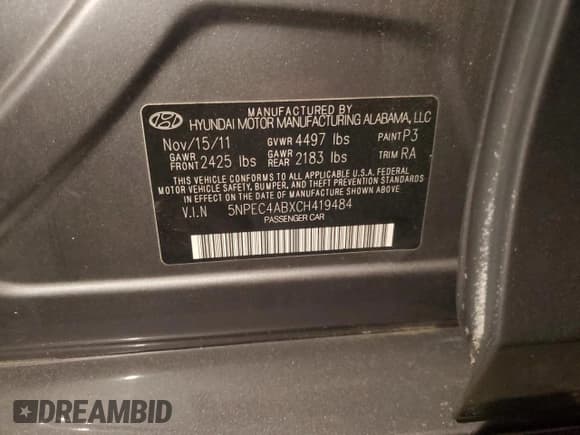 MANUFACTURED BY
HYUNDAI MOTOR MANUFACTURING ALABAMA, LLC
Nov/15/11 GVWR 4497 lbs PAINT P3
GAWR FRONT 2425 lbs GAWR REAR 2183 lbs TRIM RA
THIS VEHICLE CONFORMS TO ALL APPLICABLE U.S.A. FEDERAL
MOTOR VEHICLE SAFETY, BUMPER, AND THEFT PREVENTION STANDARDS
IN EFFECT ON THE DATE OF MANUFACTURE SHOWN ABOVE.
V.I.N 5NPEC4ABXCH419484
PASSENGER CAR
DREAMBID